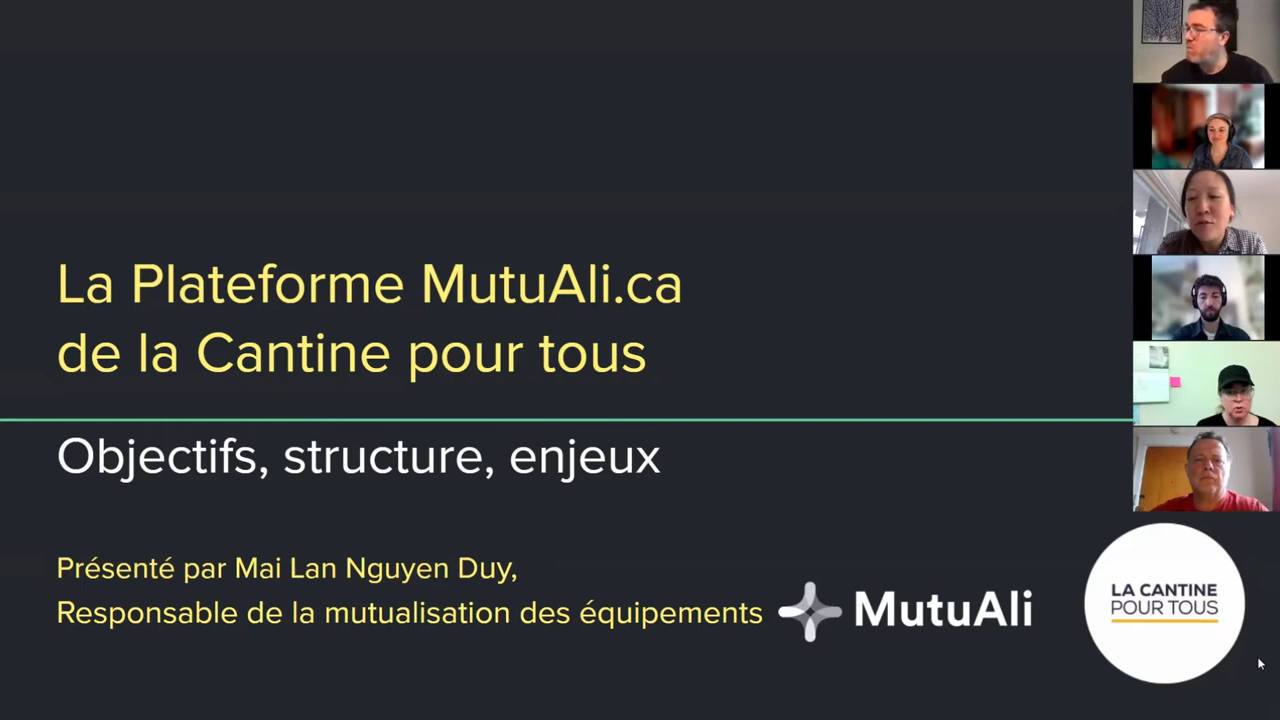 La Plateforme MutuAli.ca
de la Cantine pour tous
Objectifs, structure, enjeux
Présenté par Mai Lan Nguyen Duy,
Responsable de la mutualisation des équipements
MutuAli
LA CANTINE
POUR TOUS